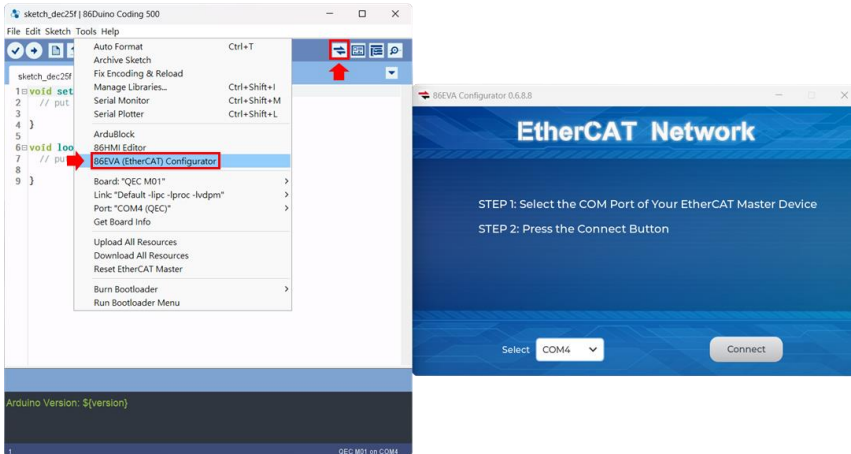 sketch_dec25f | 86Duino Coding 500
File Edit Sketch Tools Help
sketch_dec25f
1 void set
2 // put
3
4 }
5
6 void loo
7 // pu
8
9 }
Auto Format Ctrl+T
Archive Sketch
Fix Encoding & Reload
Manage Libraries... Ctrl+Shift+I
Serial Monitor Ctrl+Shift+M
Serial Plotter Ctrl+Shift+L
ArduBlock
86HMI Editor
86EVA (EtherCAT) Configurator
Board: "QEC M01"
Link: "Default -lipc -lproc -lvdpm"
Port: "COM4 (QEC)"
Get Board Info
Upload All Resources
Download All Resources
Reset EtherCAT Master
Burn Bootloader
Run Bootloader Menu
Arduino Version: ${version}
1 QEC M01 on COM4
86EVA Configurator 0.6.8.8
EtherCAT Network
STEP 1: Select the COM Port of Your EtherCAT Master Device
STEP 2: Press the Connect Button
Select COM4 Connect